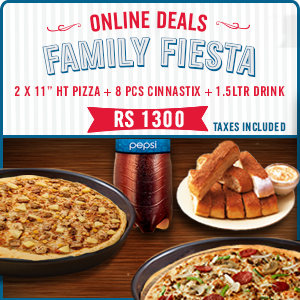 ONLINE DEALS
FAMILY FIESTA
2 X 11" HT PIZZA + 8 PCS CINNASTIX + 1.5LTR DRINK
RS 1300
TAXES INCLUDED
pepsi